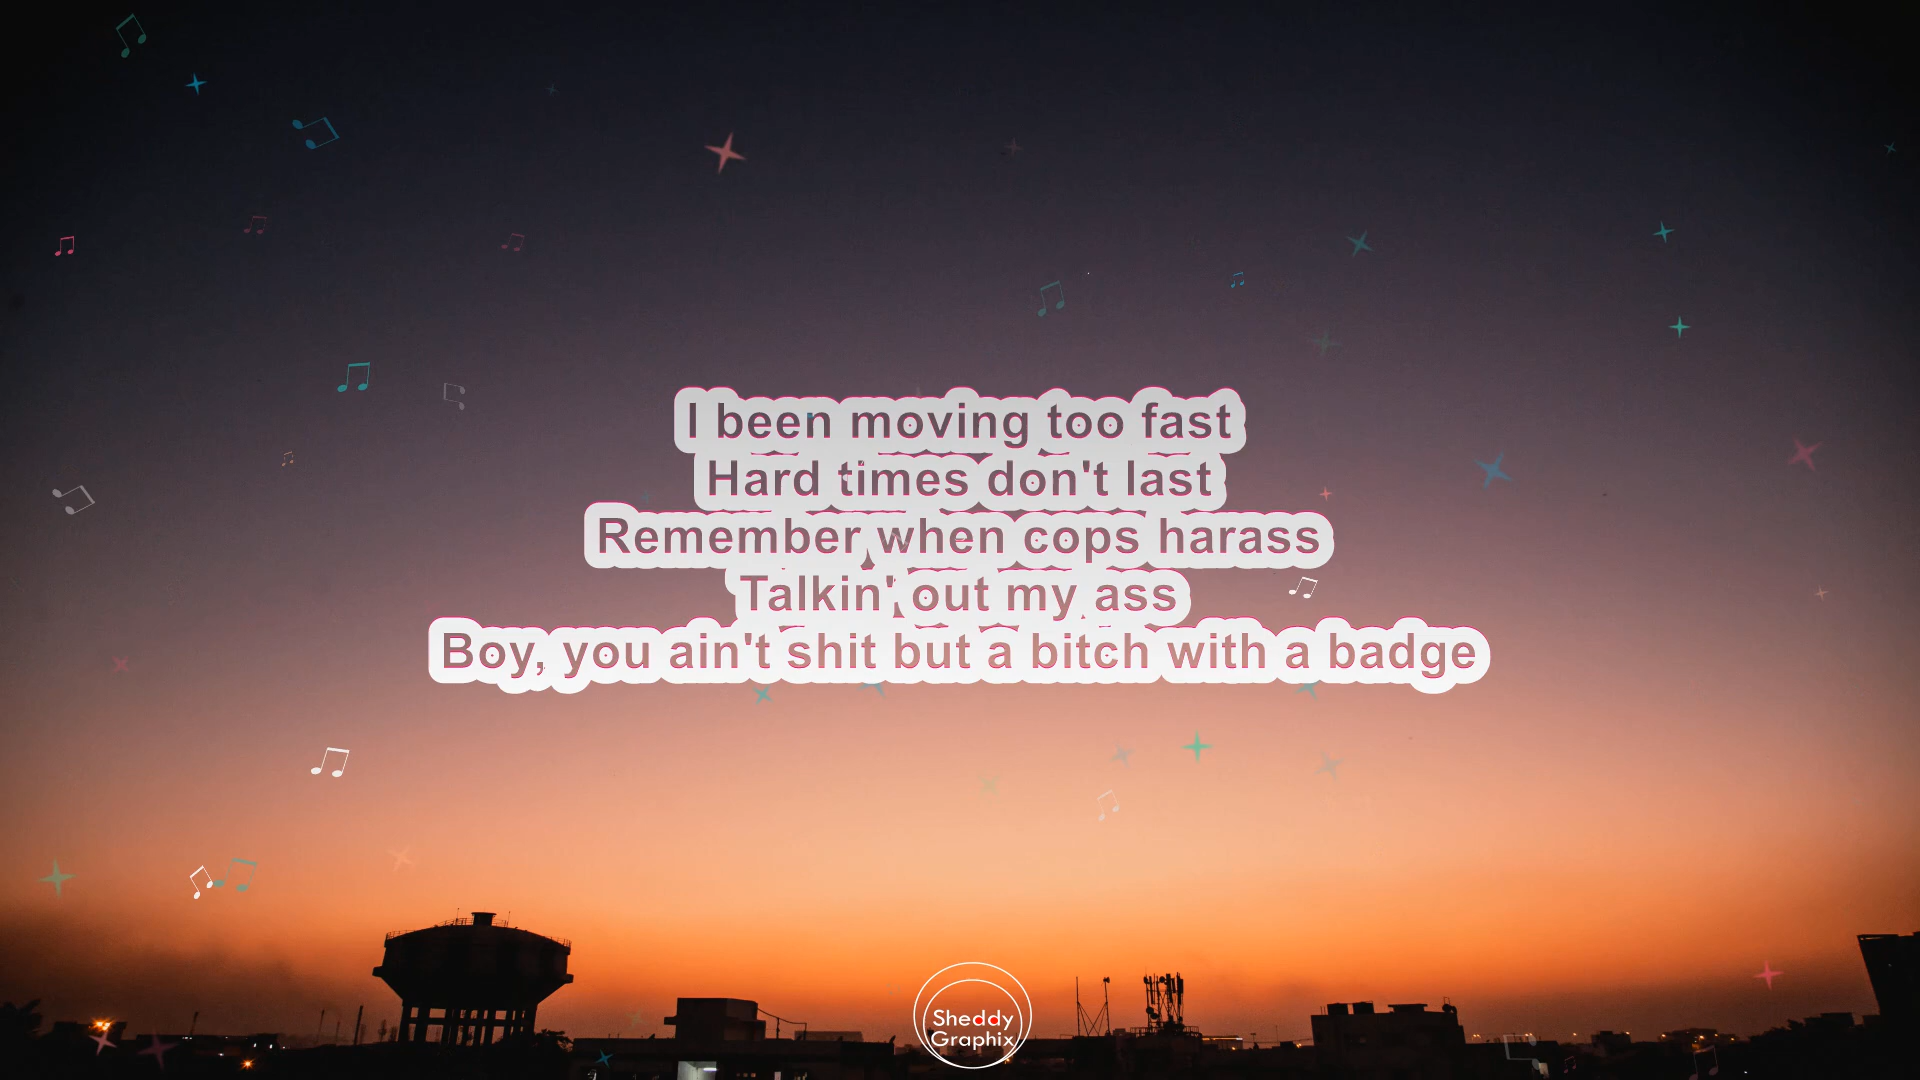 I been moving too fast
Hard times don't last
Remember when cops harass
Talkin' out my ass
Boy, you ain't shit but a bitch with a badge
Sheddy
Graphix